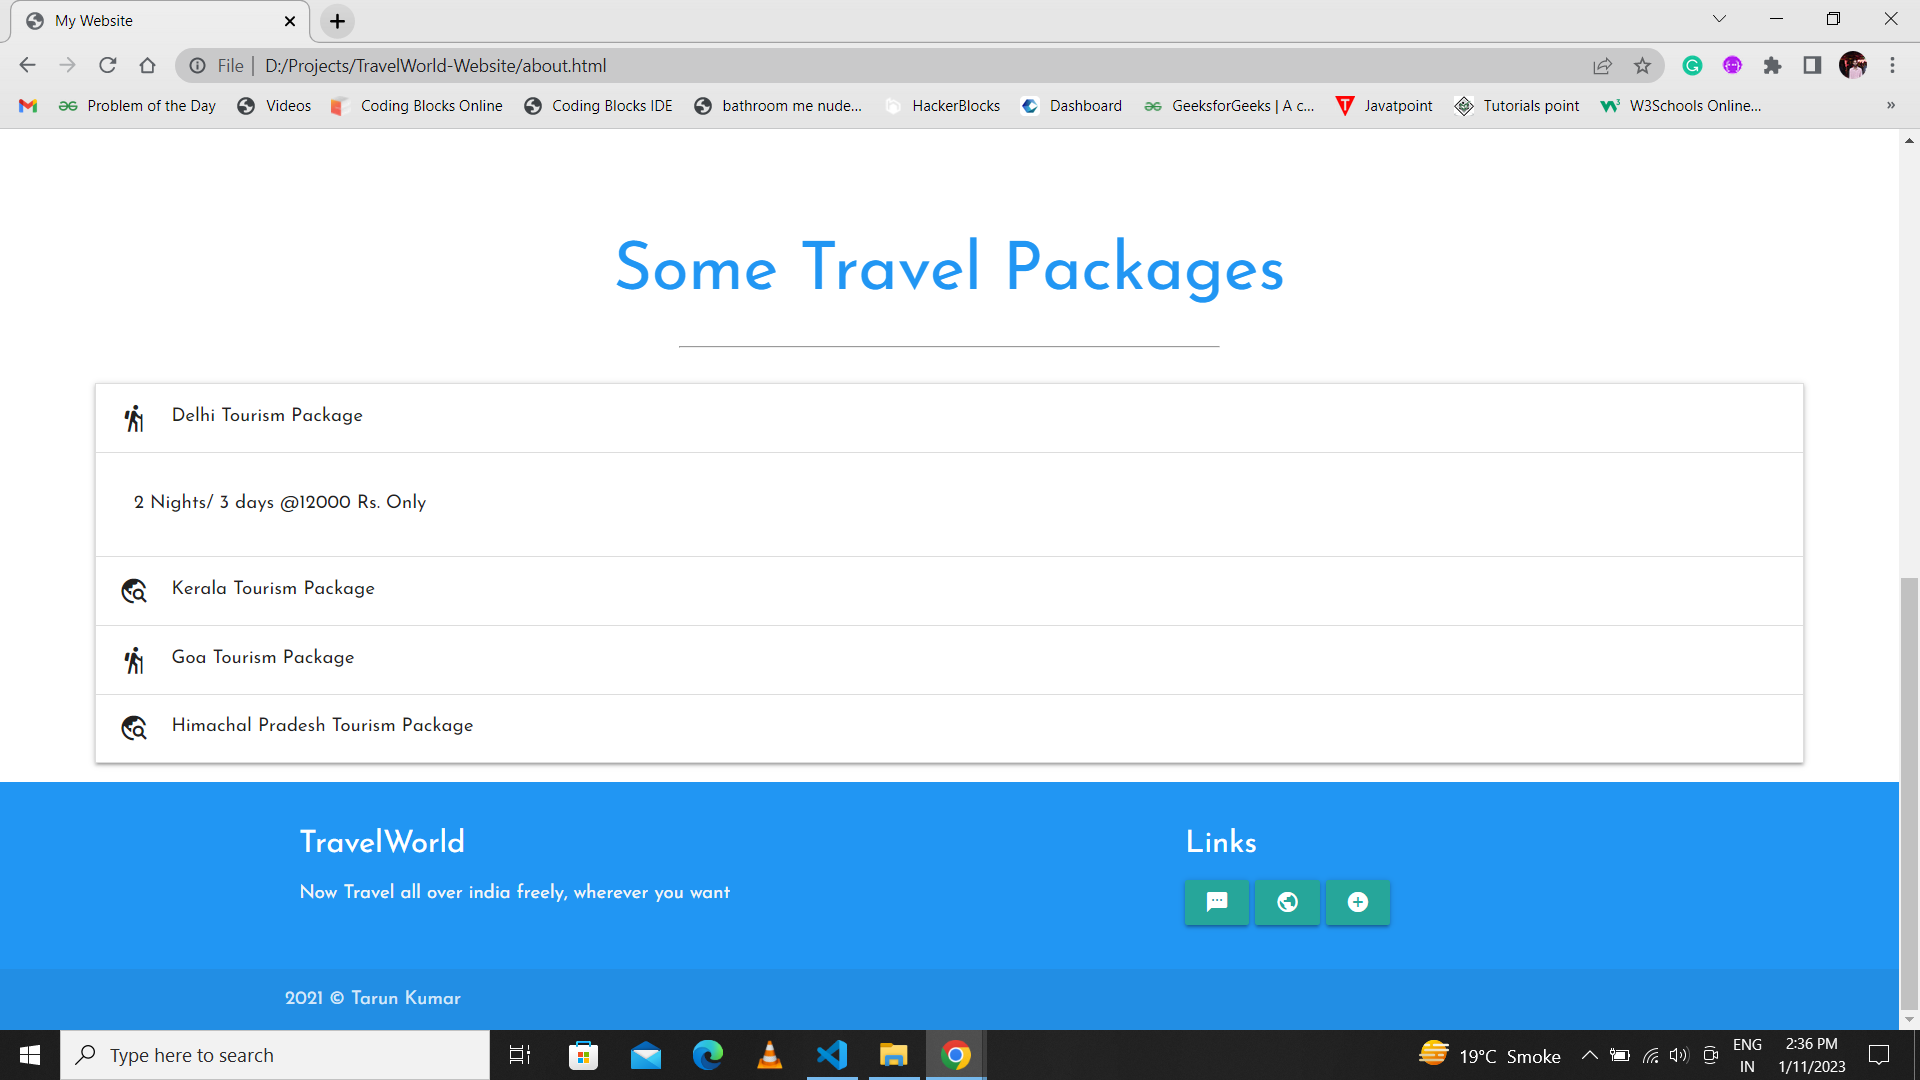 My Website
File | D:/Projects/TravelWorld-Website/about.html
Problem of the Day Videos Coding Blocks Online Coding Blocks IDE bathroom me nude... HackerBlocks Dashboard GeeksforGeeks | A c... Javatpoint Tutorials point W3Schools Online... »
Some Travel Packages
Delhi Tourism Package
2 Nights/ 3 days @12000 Rs. Only
Kerala Tourism Package
Goa Tourism Package
Himachal Pradesh Tourism Package
TravelWorld
Now Travel all over india freely, wherever you want
Links
2021 © Tarun Kumar
Type here to search
19°C Smoke
ENG
IN
2:36 PM
1/11/2023